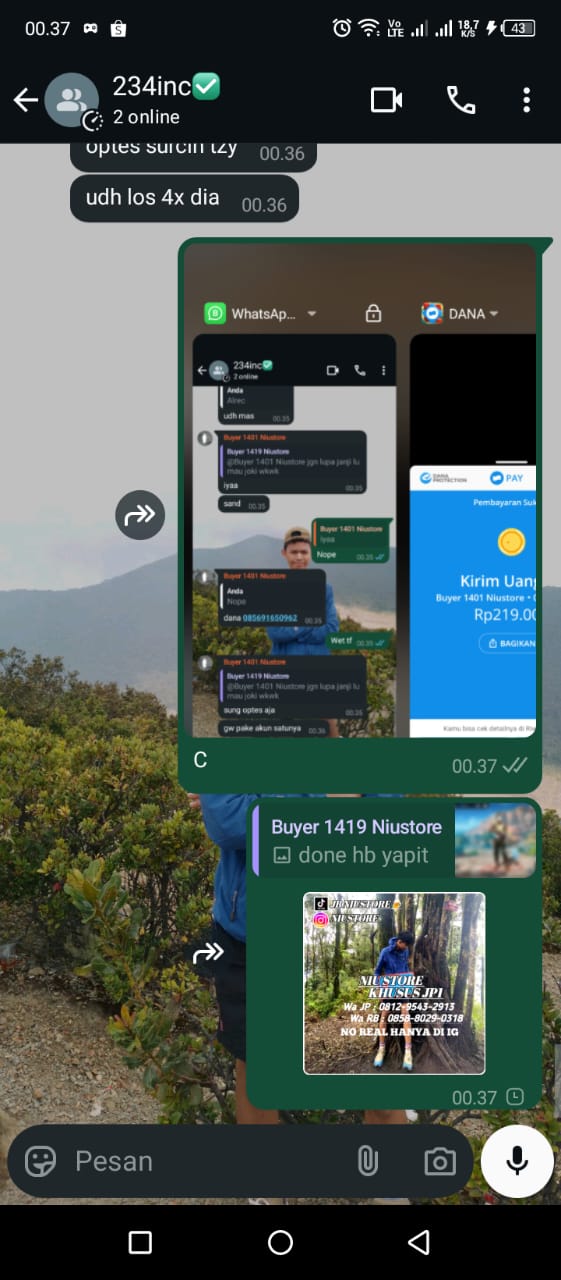 00.37
Vo
LTE
18,7
K/S
43
234inc✅
2 online
optes surcin tzy 00.36
udh los 4x dia 00.36
WhatsAp...
DANA
234inc✅
2 online
Anda
Alrec
udh mas 00.35
Buyer 1401 Niustore
Buyer 1419 Niustore
@Buyer 1401 Niustore jgn lupa janji lu
mau joki wkwk
iyaa 00.35
sand 00.35
Buyer 1401 Niustore
iyaa
Nope 00.35
Buyer 1401 Niustore
Anda
Nope
dana 085691650962 00.35
Wet tf 00.35
Buyer 1401 Niustore
Buyer 1419 Niustore
@Buyer 1401 Niustore jgn lupa janji lu
mau joki wkwk
sung optes aja
gw pake akun satunya 00.36
DANA
PROTECTION
PAY
Pembayaran Suk
Kirim Uang
Buyer 1401 Niustore • 0
Rp219.00
BAGIKAN
Kamu bisa cek detailnya di Riw
C
00.37
Buyer 1419 Niustore
done hb yapit
JB NIUSTORE
NIUSTORE
NIUSTORE
KHUSUS JP1
Wa JP : 0812-9543-2913
Wa RB : 0858-8029-0318
NO REAL HANYA DI IG
00.37
Pesan